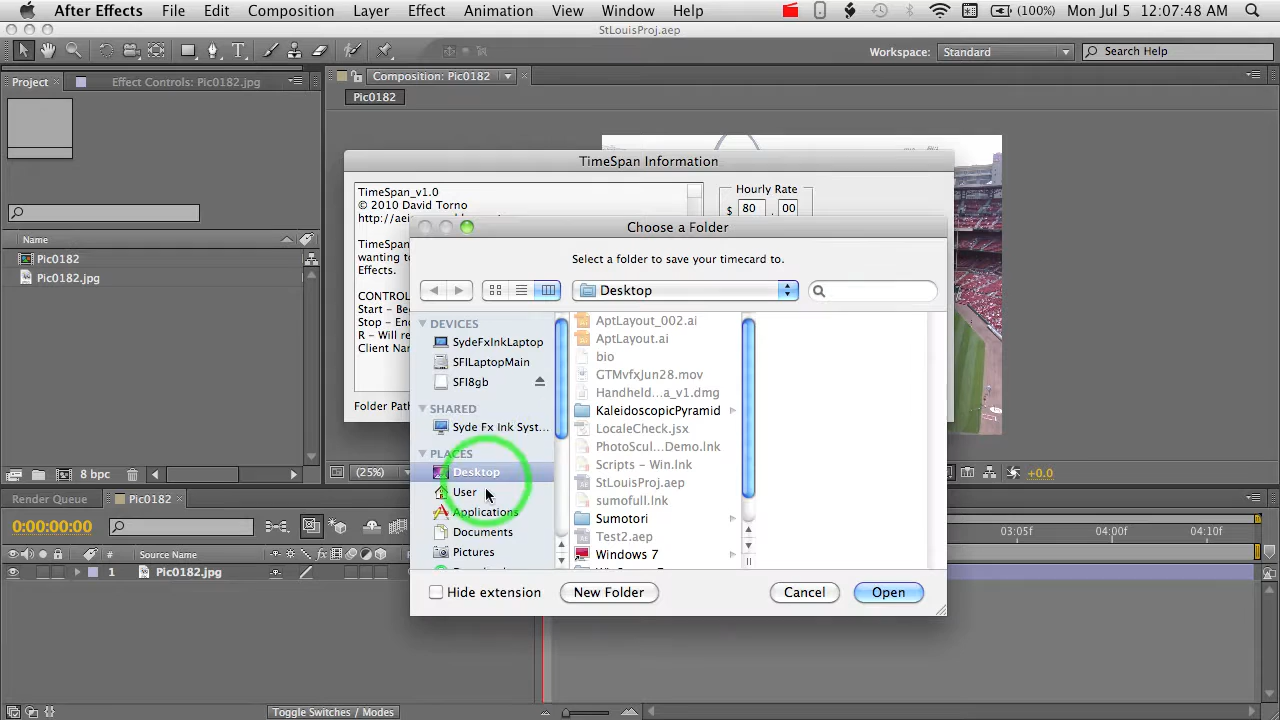 After Effects File Edit Composition Layer Effect Animation View Window Help (100%) Mon Jul 5 12:07:48 AM
StLouisProj.aep
Workspace: Standard Search Help
Project Effect Controls: Pic0182.jpg
Composition: Pic0182
Pic0182
Name
Pic0182
Pic0182.jpg
TimeSpan Information
TimeSpan_v1.0
© 2010 David Torno
Hourly Rate
$ 80 . 00
TimeSpan
wanting to
Effects.
CONTROL
Start - Be
Stop - En
R - Will re
Client Na
Folder Pat
Choose a Folder
Select a folder to save your timecard to.
Desktop
DEVICES
SydeFxInkLaptop
SFILaptopMain
SFI8gb
SHARED
Syde Fx Ink Syst...
PLACES
Desktop
User
Applications
Documents
Pictures
AptLayout_002.ai
AptLayout.ai
bio
GTMvfxJun28.mov
Handheld...a_v1.dmg
KaleidoscopicPyramid
LocaleCheck.jsx
PhotoScul...Demo.lnk
Scripts - Win.lnk
StLouisProj.aep
sumofull.lnk
Sumotori
Test2.aep
Windows 7
Hide extension New Folder Cancel Open
8 bpc
(25%)
+0.0
Render Queue Pic0182
0:00:00:00
03:05f 04:00f 04:10f
# Source Name
1 Pic0182.jpg
Toggle Switches / Modes